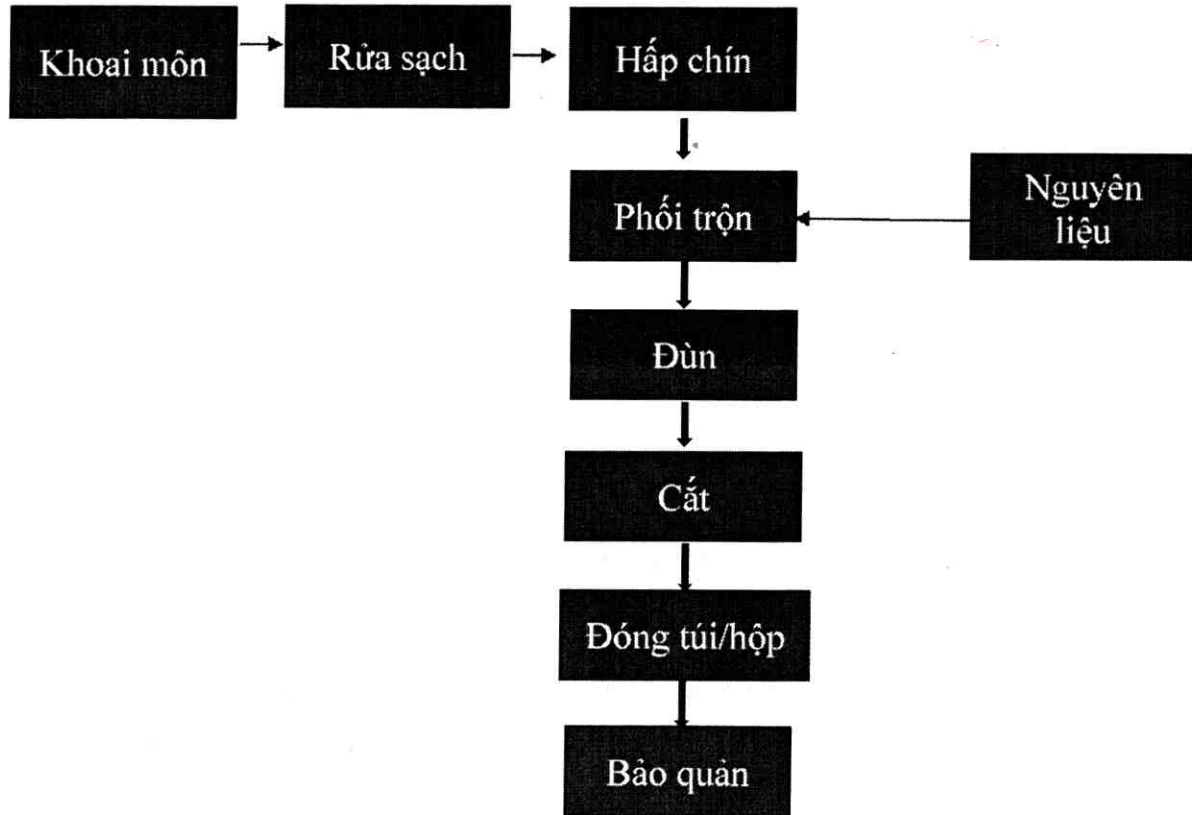 Khoai môn
Rửa sạch
Hấp chín
Phối trộn
Nguyên
liệu
Đùn
Cắt
Đóng túi/hộp
Bảo quản